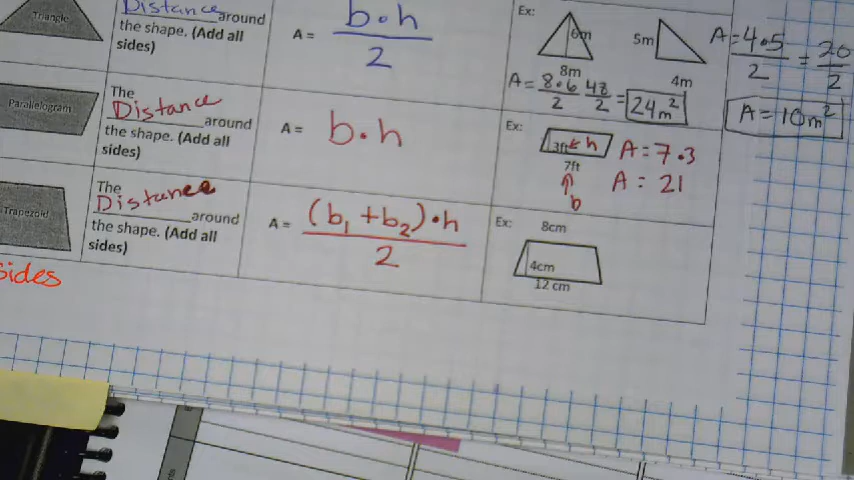 Triangle
Distance around
the shape. (Add all
sides)
A = b•h
2
Ex:
6m
8m
5m
4m
A = 8•6 48 = 24m²
2 2
A = 4•5 = 20
2 2
A = 10m²
Parallelogram
The
Distance
around
the shape. (Add all
sides)
A = b•h
Ex:
3ft ← h
7ft
↑
b
A = 7•3
A = 21
Trapezoid
The
Distance
around
the shape. (Add all
sides)
A = (b₁ + b₂)•h
2
Ex: 8cm
4cm
12 cm
Sides